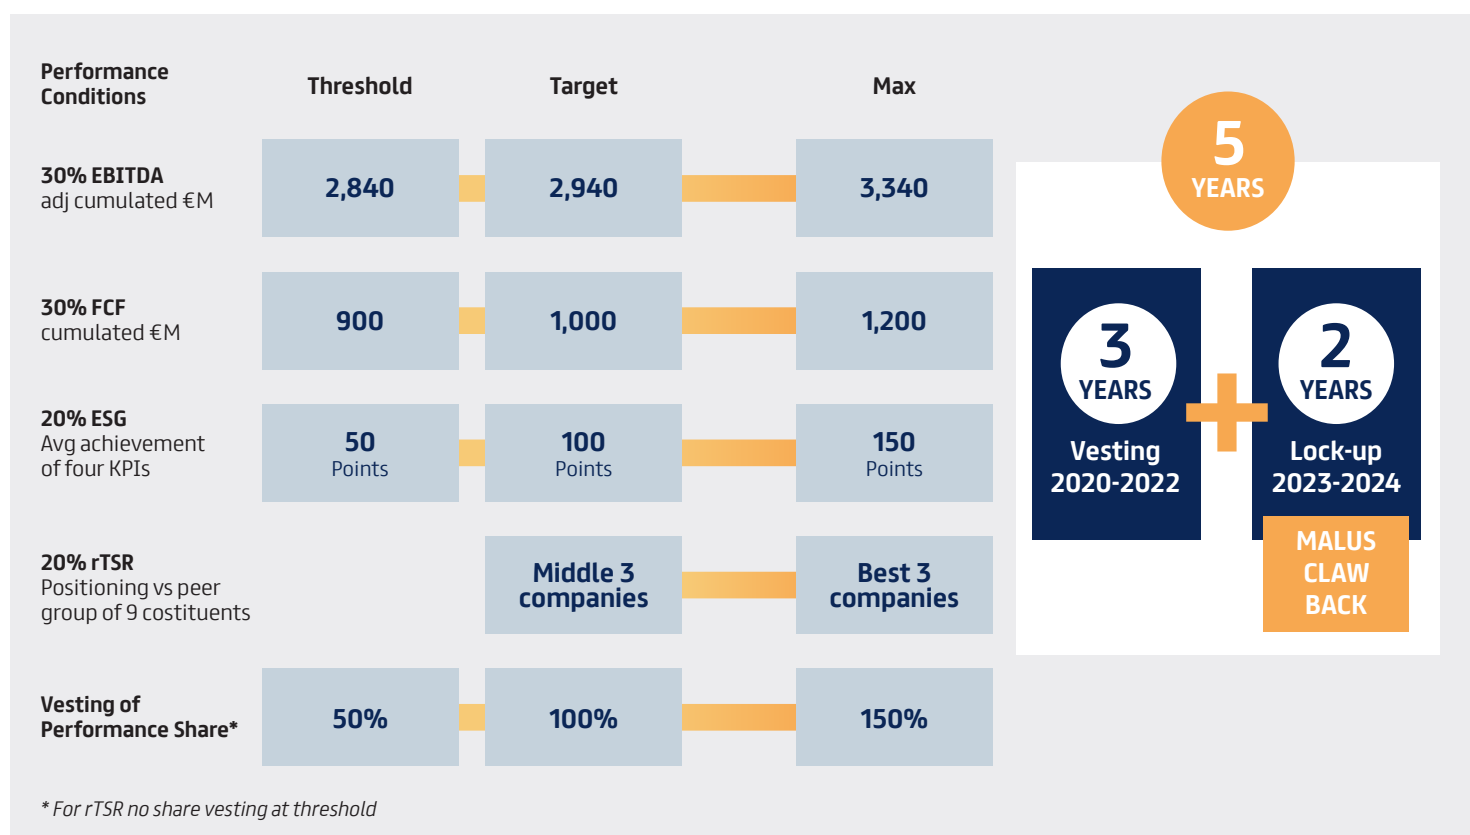 Performance
Conditions
Threshold
Target
Max
30% EBITDA
adj cumulated €M
2,840
2,940
3,340
30% FCF
cumulated €M
900
1,000
1,200
20% ESG
Avg achievement
of four KPIs
50
Points
100
Points
150
Points
20% rTSR
Positioning vs peer
group of 9 costituents
Middle 3
companies
Best 3
companies
Vesting of
Performance Share*
50%
100%
150%
* For rTSR no share vesting at threshold
5
YEARS
3
YEARS
Vesting
2020-2022
2
YEARS
Lock-up
2023-2024
MALUS
CLAW
BACK